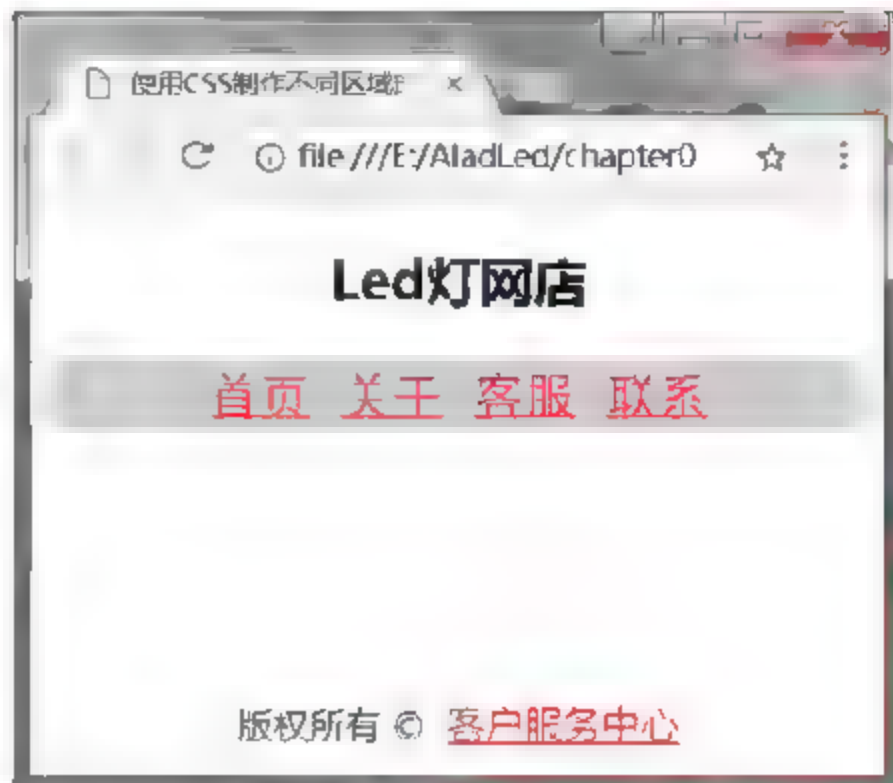 使用CSS制作不同区域
file:///E:/AladLed/chapter0
Led灯网店
首页 关于 客服 联系
版权所有 © 客户服务中心